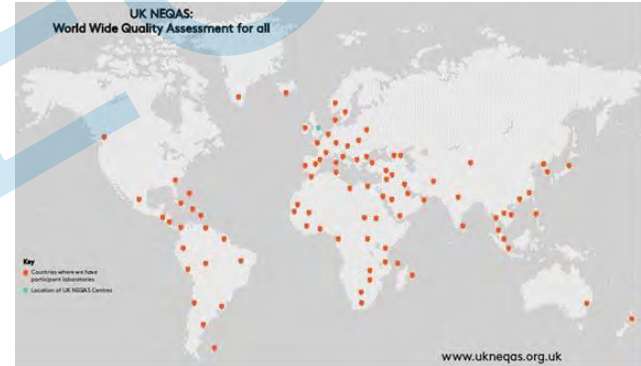 UK NEQAS:
World Wide Quality Assessment for all
Key
Countries where we have
participant laboratories
Location of UK NEQAS Centres
www.ukneqas.org.uk